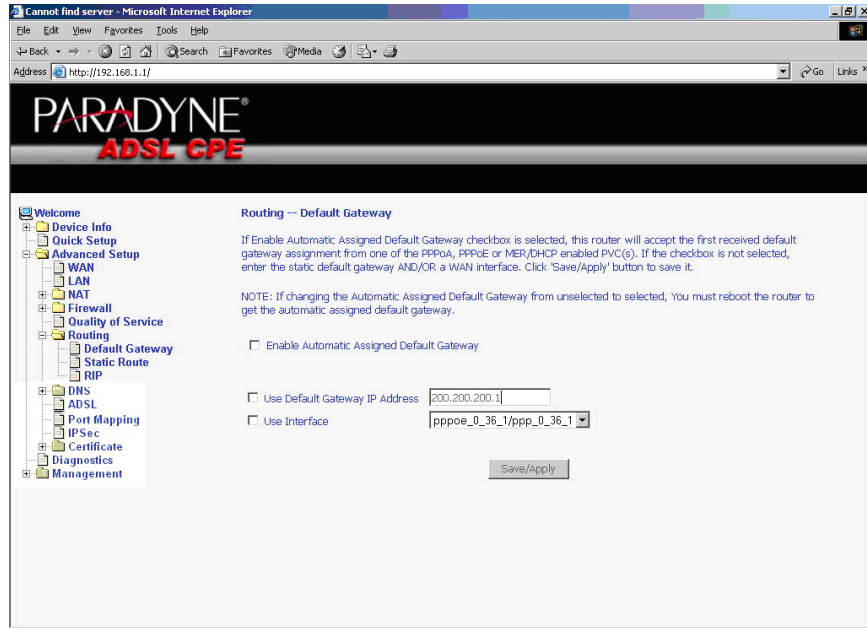 Cannot find server - Microsoft Internet Explorer
File Edit View Favorites Tools Help
Back Search Favorites Media
Address http://192.168.1.1/ Go Links »
PARADYNE®
ADSL CPE
Welcome
Device Info
Quick Setup
Advanced Setup
WAN
LAN
NAT
Firewall
Quality of Service
Routing
Default Gateway
Static Route
RIP
DNS
ADSL
Port Mapping
IPSec
Certificate
Diagnostics
Management
Routing -- Default Gateway
If Enable Automatic Assigned Default Gateway checkbox is selected, this router will accept the first received default
gateway assignment from one of the PPPoA, PPPoE or MER/DHCP enabled PVC(s). If the checkbox is not selected,
enter the static default gateway AND/OR a WAN interface. Click 'Save/Apply' button to save it.
NOTE: If changing the Automatic Assigned Default Gateway from unselected to selected, You must reboot the router to
get the automatic assigned default gateway.
Enable Automatic Assigned Default Gateway
Use Default Gateway IP Address 200.200.200.1
Use Interface pppoe_0_36_1/ppp_0_36_1
Save/Apply